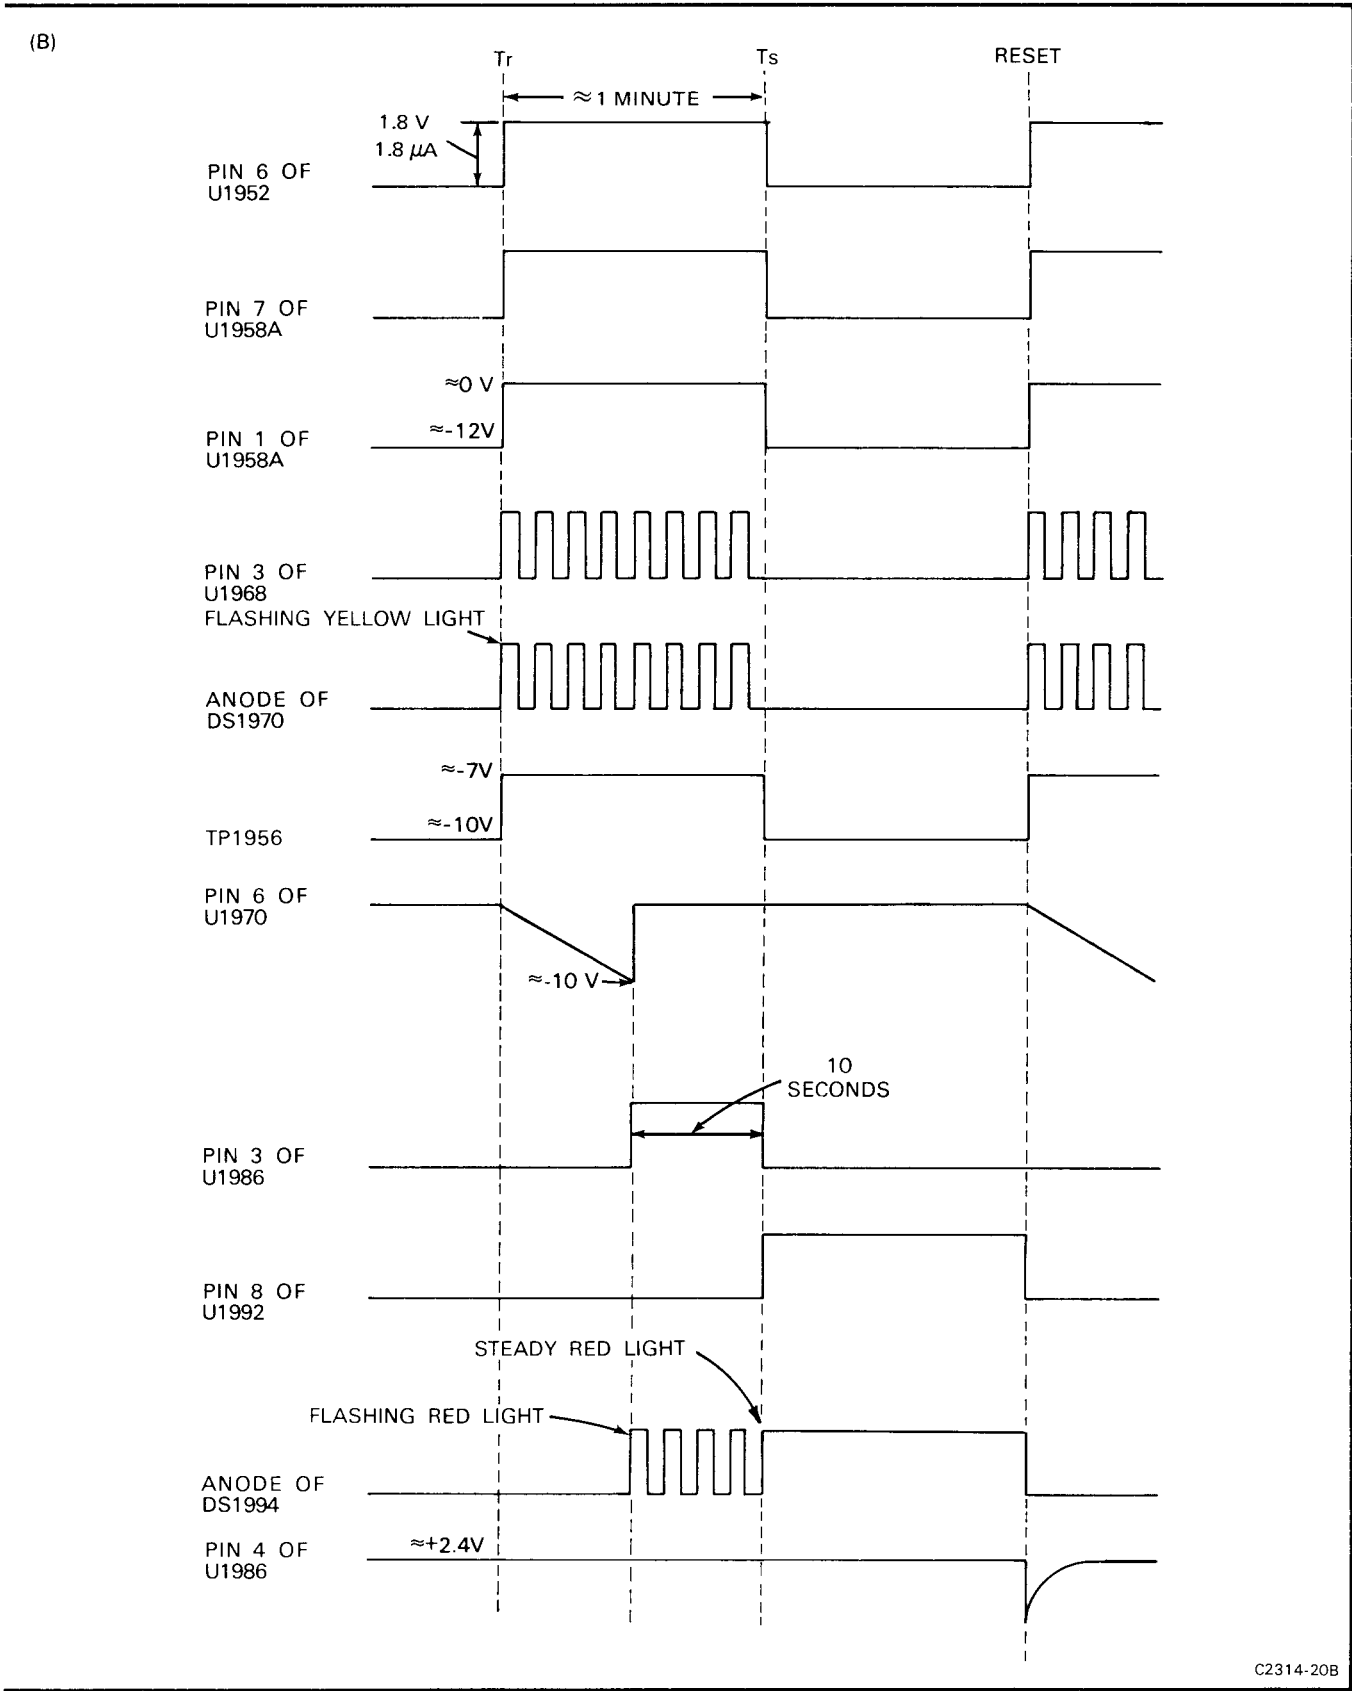 (B)
Tr
Ts
RESET
≈ 1 MINUTE
1.8 V
1.8 µA
PIN 6 OF
U1952
PIN 7 OF
U1958A
≈0 V
≈-12V
PIN 1 OF
U1958A
PIN 3 OF
U1968
FLASHING YELLOW LIGHT
ANODE OF
DS1970
≈-7V
≈-10V
TP1956
PIN 6 OF
U1970
≈-10 V
10
SECONDS
PIN 3 OF
U1986
PIN 8 OF
U1992
STEADY RED LIGHT
FLASHING RED LIGHT
ANODE OF
DS1994
≈+2.4V
PIN 4 OF
U1986
C2314-20B